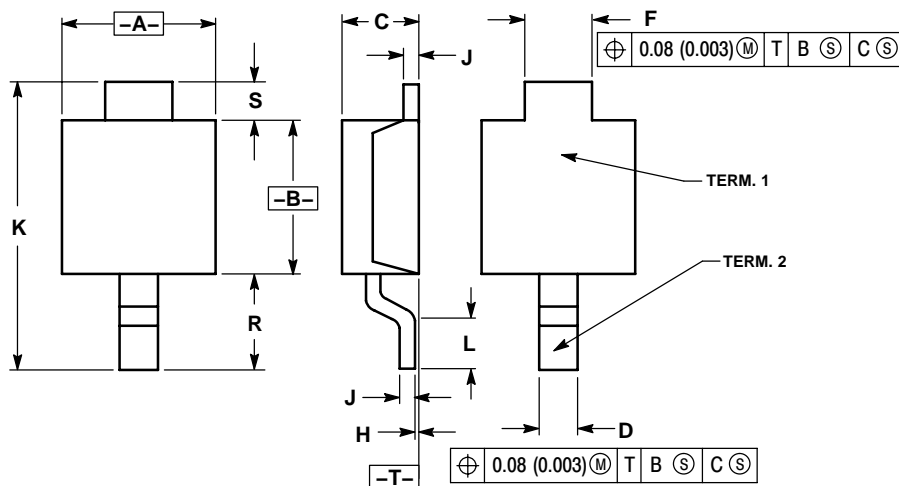 –A–
C
F
J
⌖ 0.08 (0.003) Ⓜ T B Ⓢ C Ⓢ
S
TERM. 1
–B–
K
TERM. 2
R
L
J
D
H
⌖ 0.08 (0.003) Ⓜ T B Ⓢ C Ⓢ
–T–